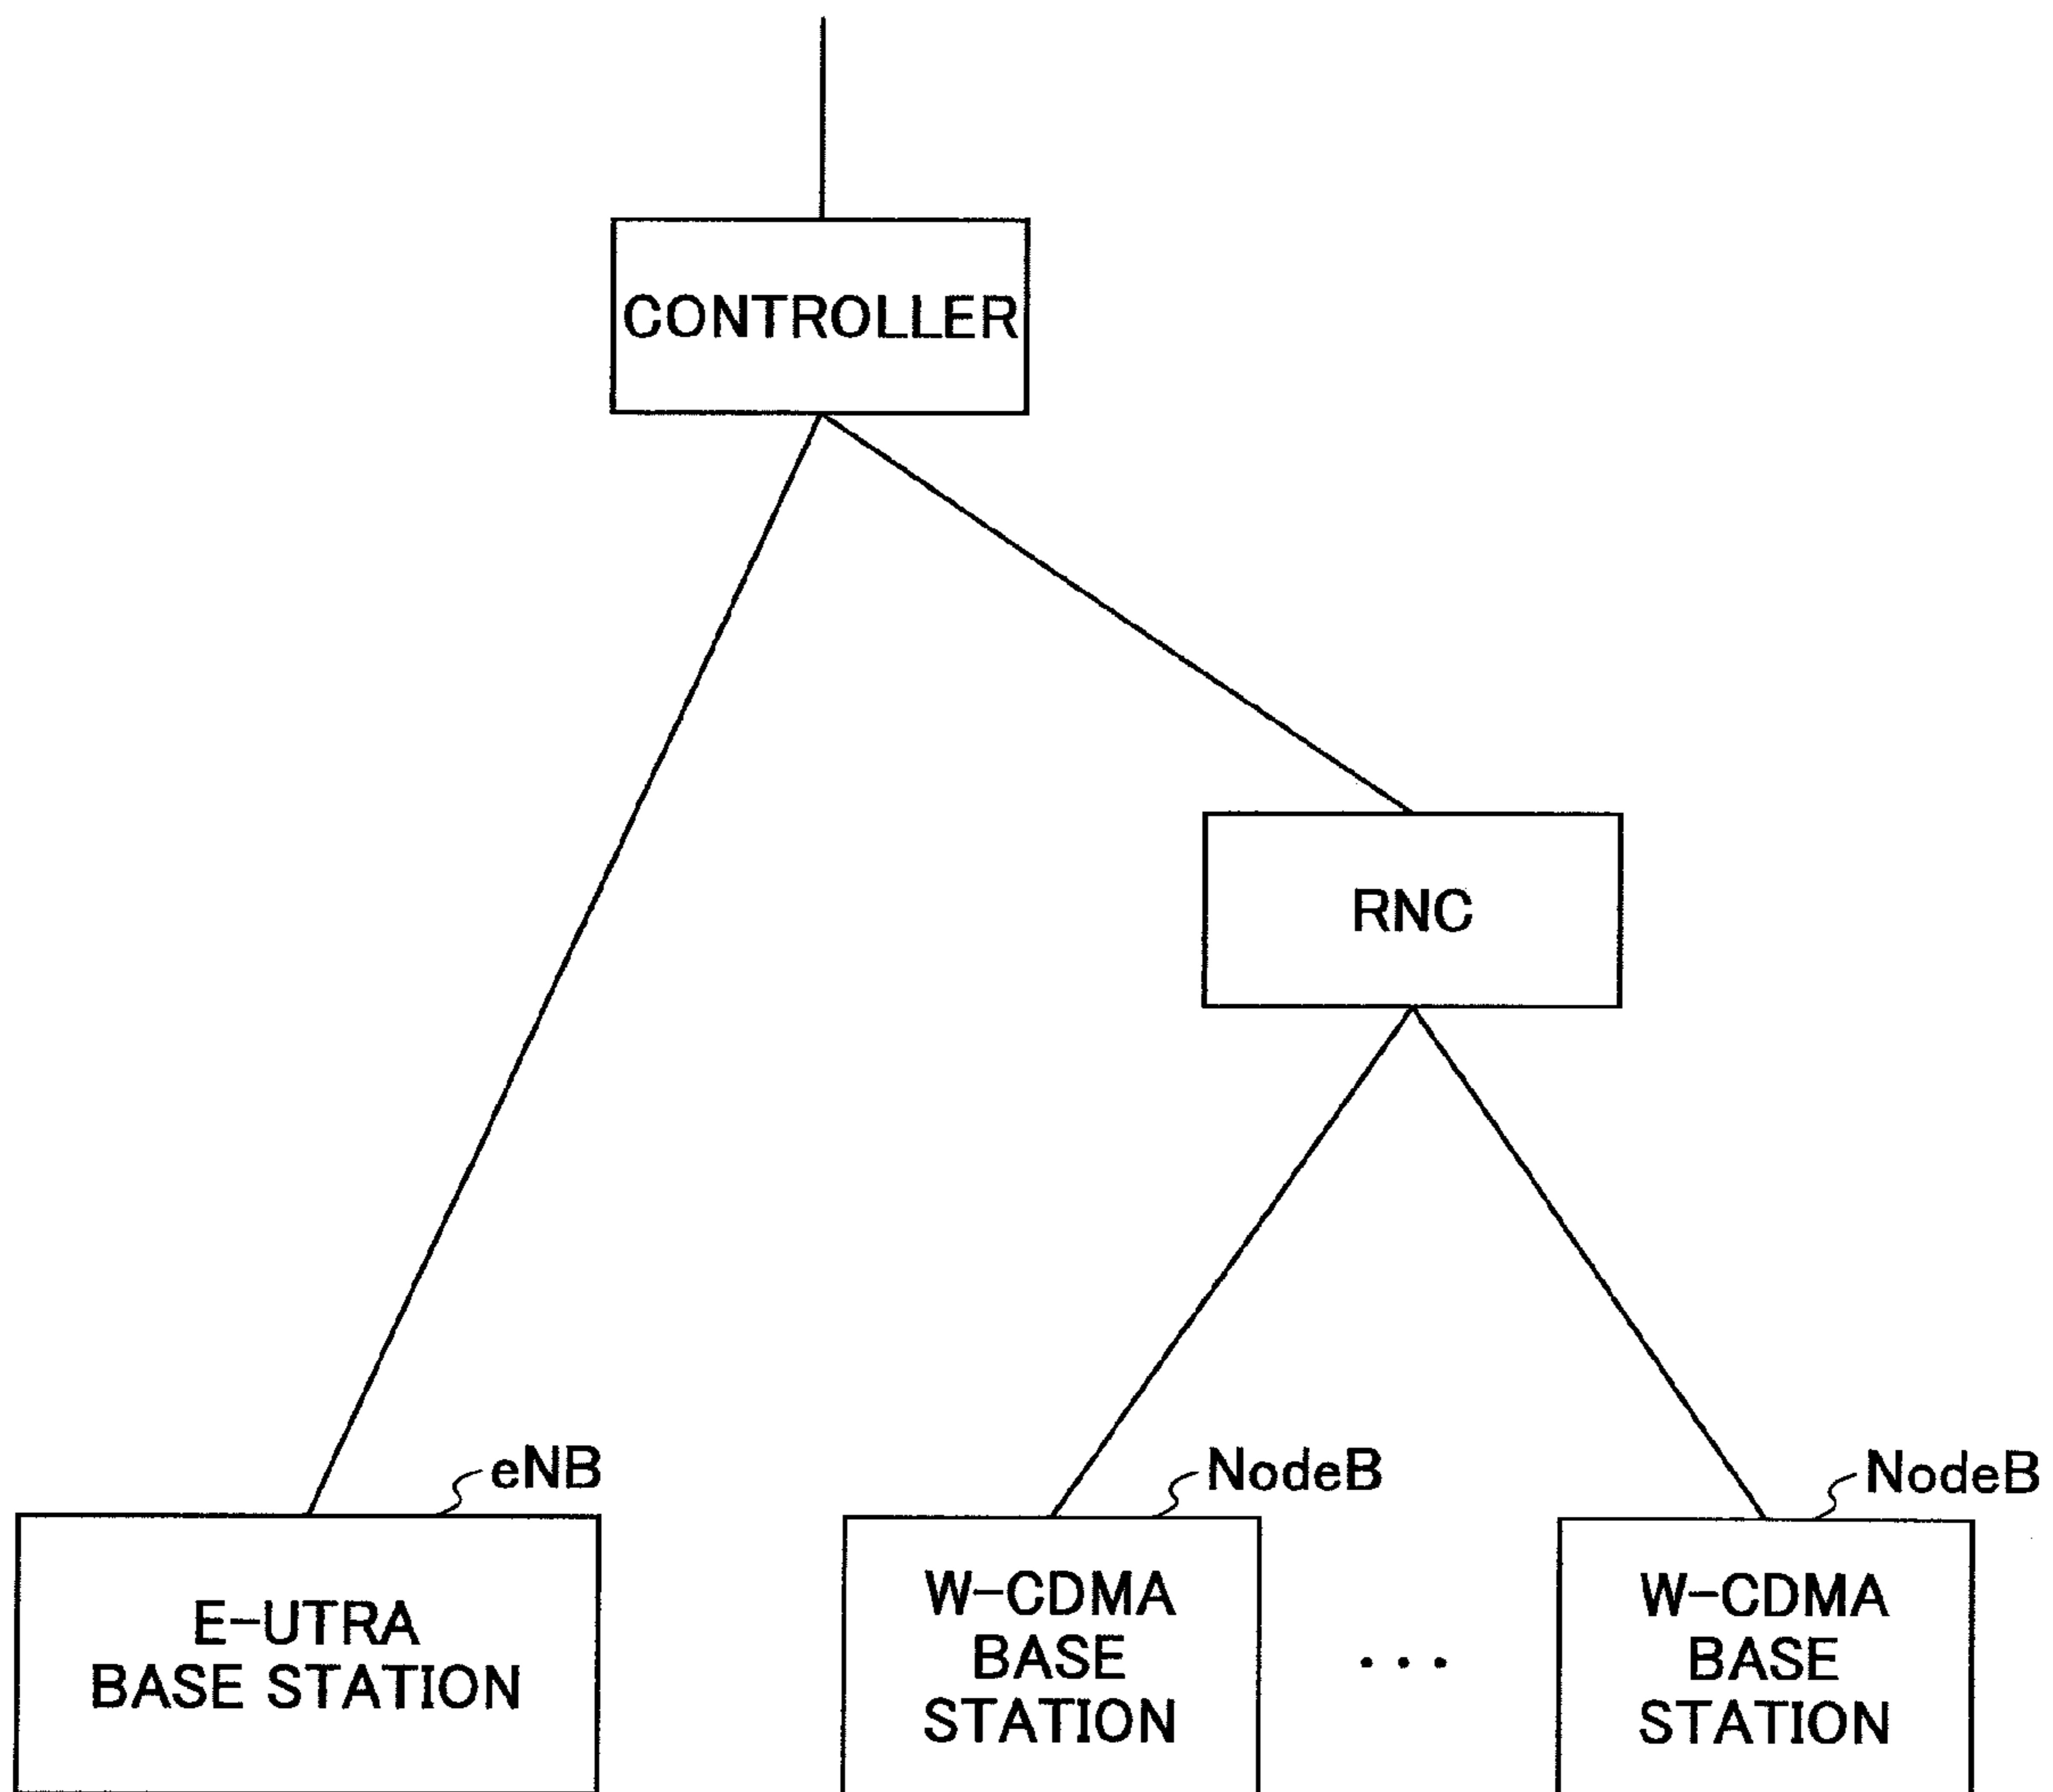 CONTROLLER
RNC
eNB
NodeB
NodeB
E-UTRA
BASE STATION
W-CDMA
BASE
STATION
• • •
W-CDMA
BASE
STATION